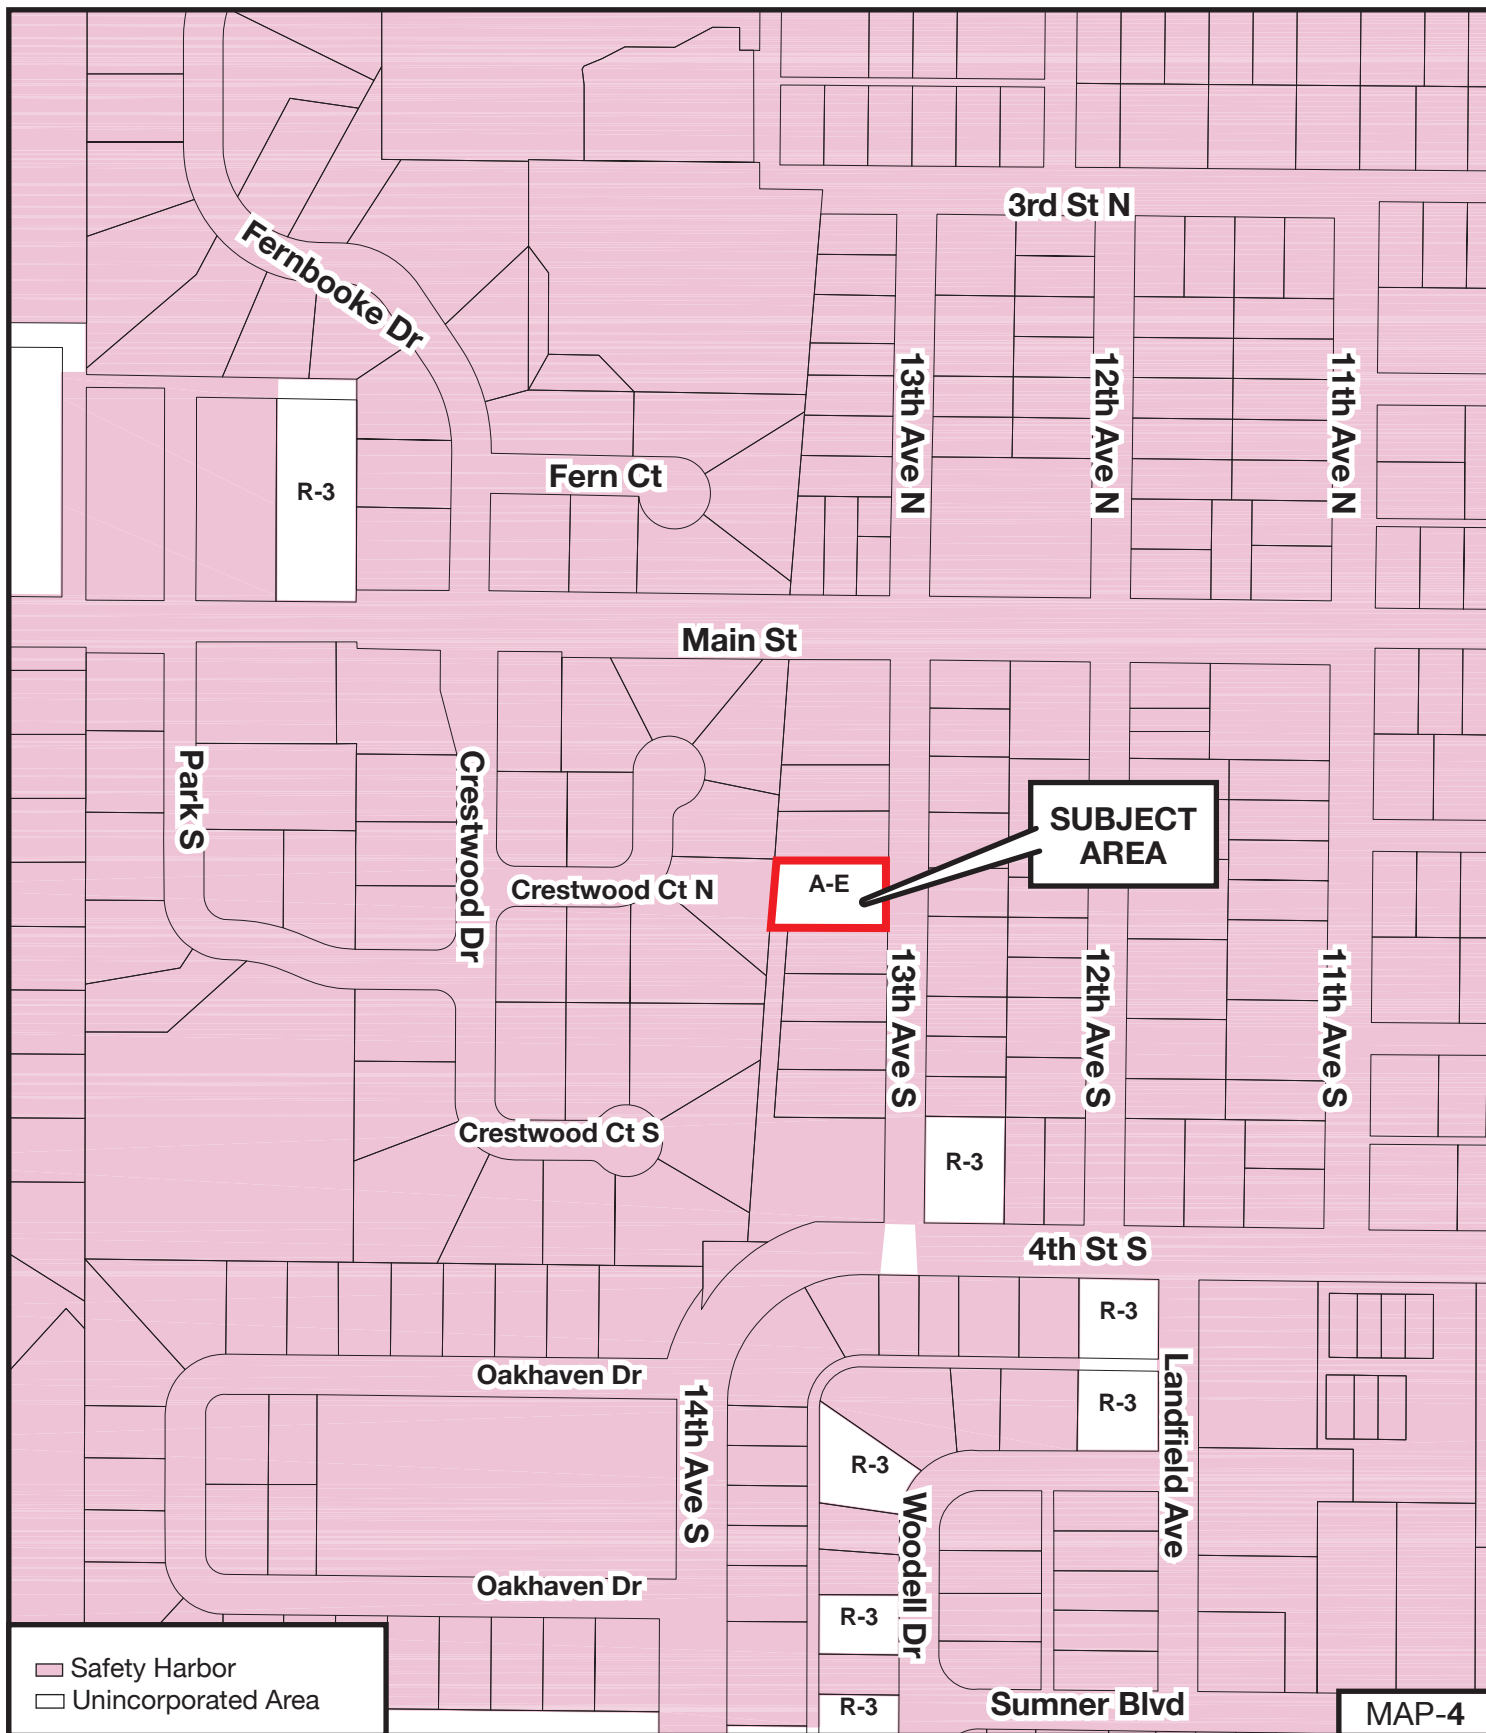 3rd St N
Fernbooke Dr
13th Ave N
12th Ave N
11th Ave N
Fern Ct
R-3
Main St
Park S
Crestwood Dr
SUBJECT
AREA
A-E
Crestwood Ct N
13th Ave S
12th Ave S
11th Ave S
Crestwood Ct S
R-3
4th St S
R-3
Oakhaven Dr
14th Ave S
R-3
Landfield Ave
R-3
Woodell Dr
Oakhaven Dr
R-3
Safety Harbor
Unincorporated Area
R-3
Sumner Blvd
MAP-4